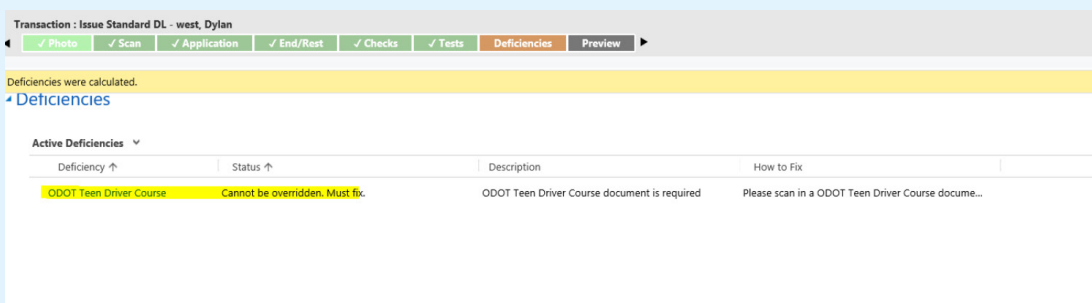 Transaction : Issue Standard DL - west, Dylan
✓ Photo ✓ Scan ✓ Application ✓ End/Rest ✓ Checks ✓ Tests Deficiencies Preview
Deficiencies were calculated.
Deficiencies
Active Deficiencies
Deficiency ↑ Status ↑ Description How to Fix
ODOT Teen Driver Course Cannot be overridden. Must fix. ODOT Teen Driver Course document is required Please scan in a ODOT Teen Driver Course docume...